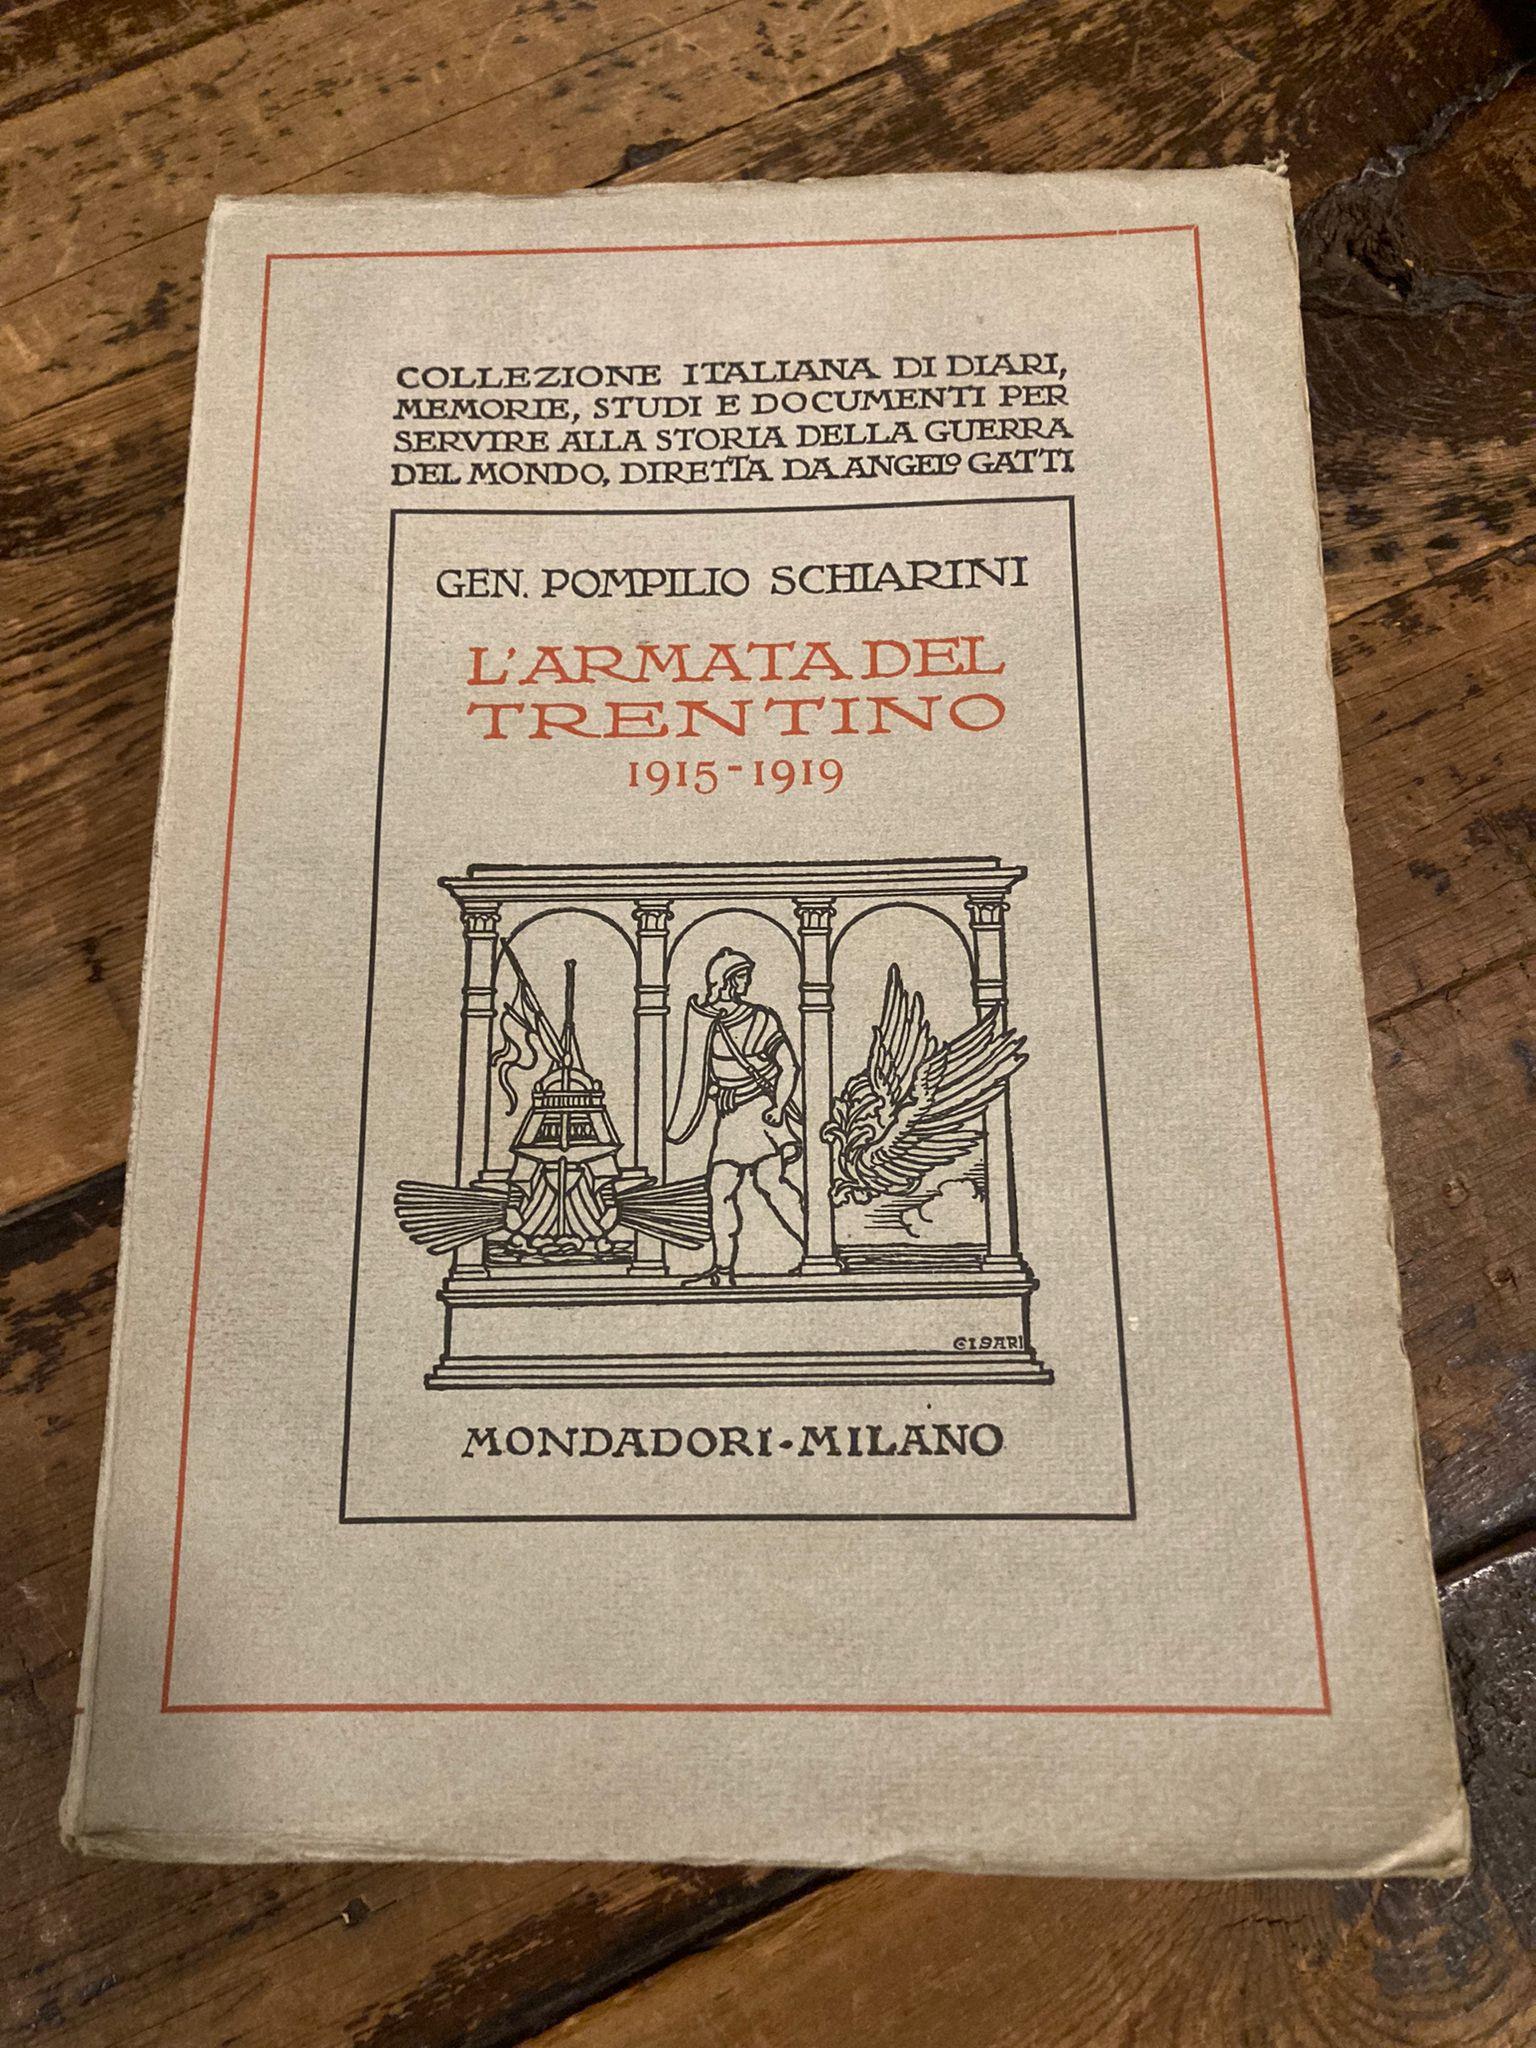 COLLEZIONE ITALIANA DI DIARI,
MEMORIE, STUDI E DOCUMENTI PER
SERVIRE ALLA STORIA DELLA GUERRA
DEL MONDO, DIRETTA DA ANGELO GATTI
GEN. POMPILIO SCHIARINI
L'ARMATA DEL
TRENTINO
1915-1919
CISARI
MONDADORI·MILANO